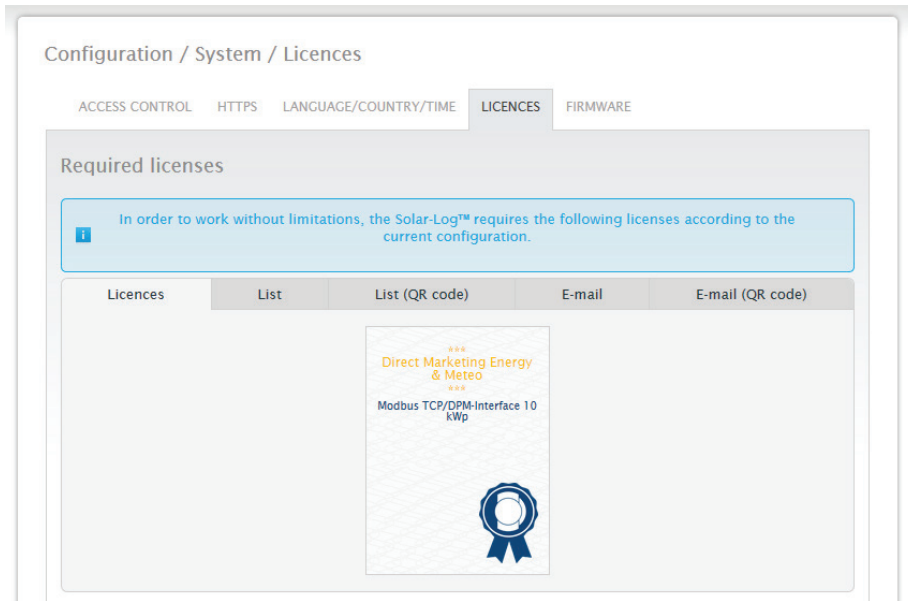 Configuration / System / Licences
ACCESS CONTROL HTTPS LANGUAGE/COUNTRY/TIME LICENCES FIRMWARE
Required licenses
i
In order to work without limitations, the Solar-Log™ requires the following licenses according to the
current configuration.
Licences List List (QR code) E-mail E-mail (QR code)
***
Direct Marketing Energy
& Meteo
***
Modbus TCP/DPM-Interface 10
kWp